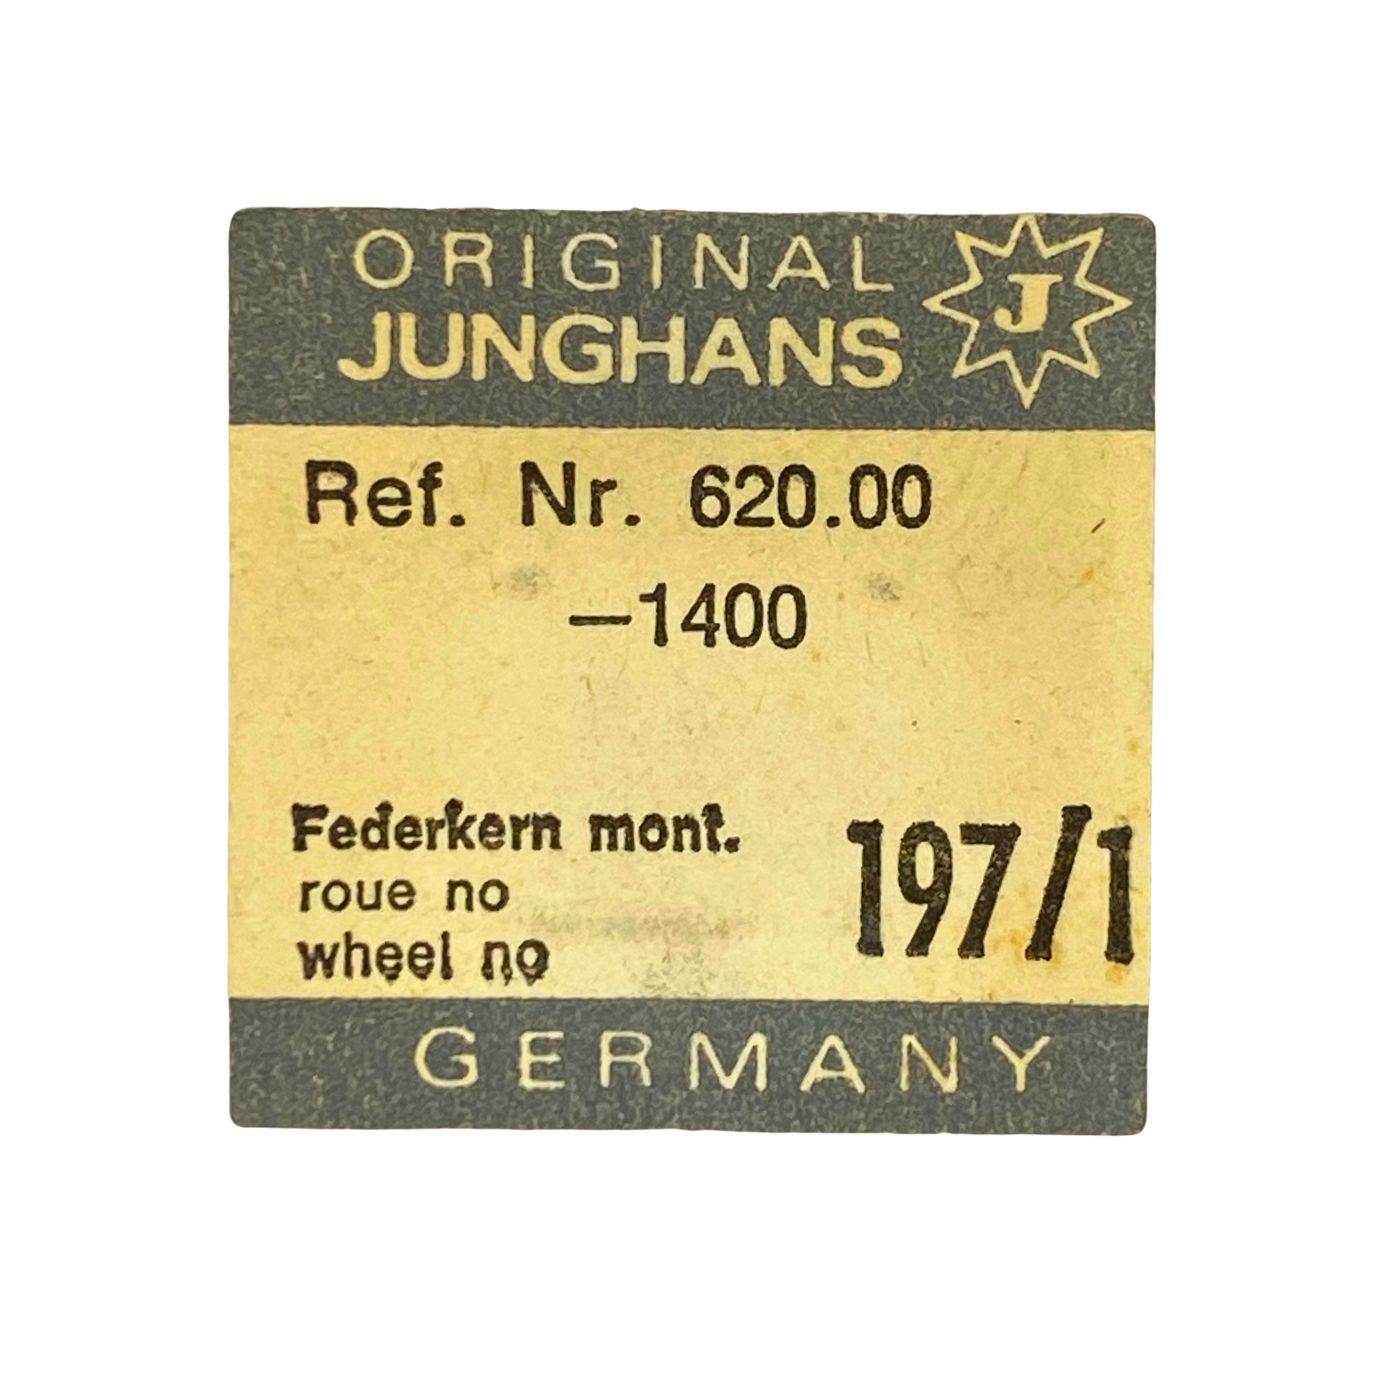 ORIGINAL
JUNGHANS
J
Ref. Nr. 620.00
—1400
Federkern mont.
roue no
wheel no
197/1
GERMANY